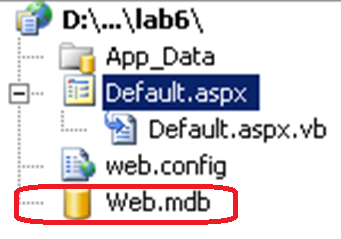 D:\...\lab6\
App_Data
Default.aspx
Default.aspx.vb
web.config
Web.mdb